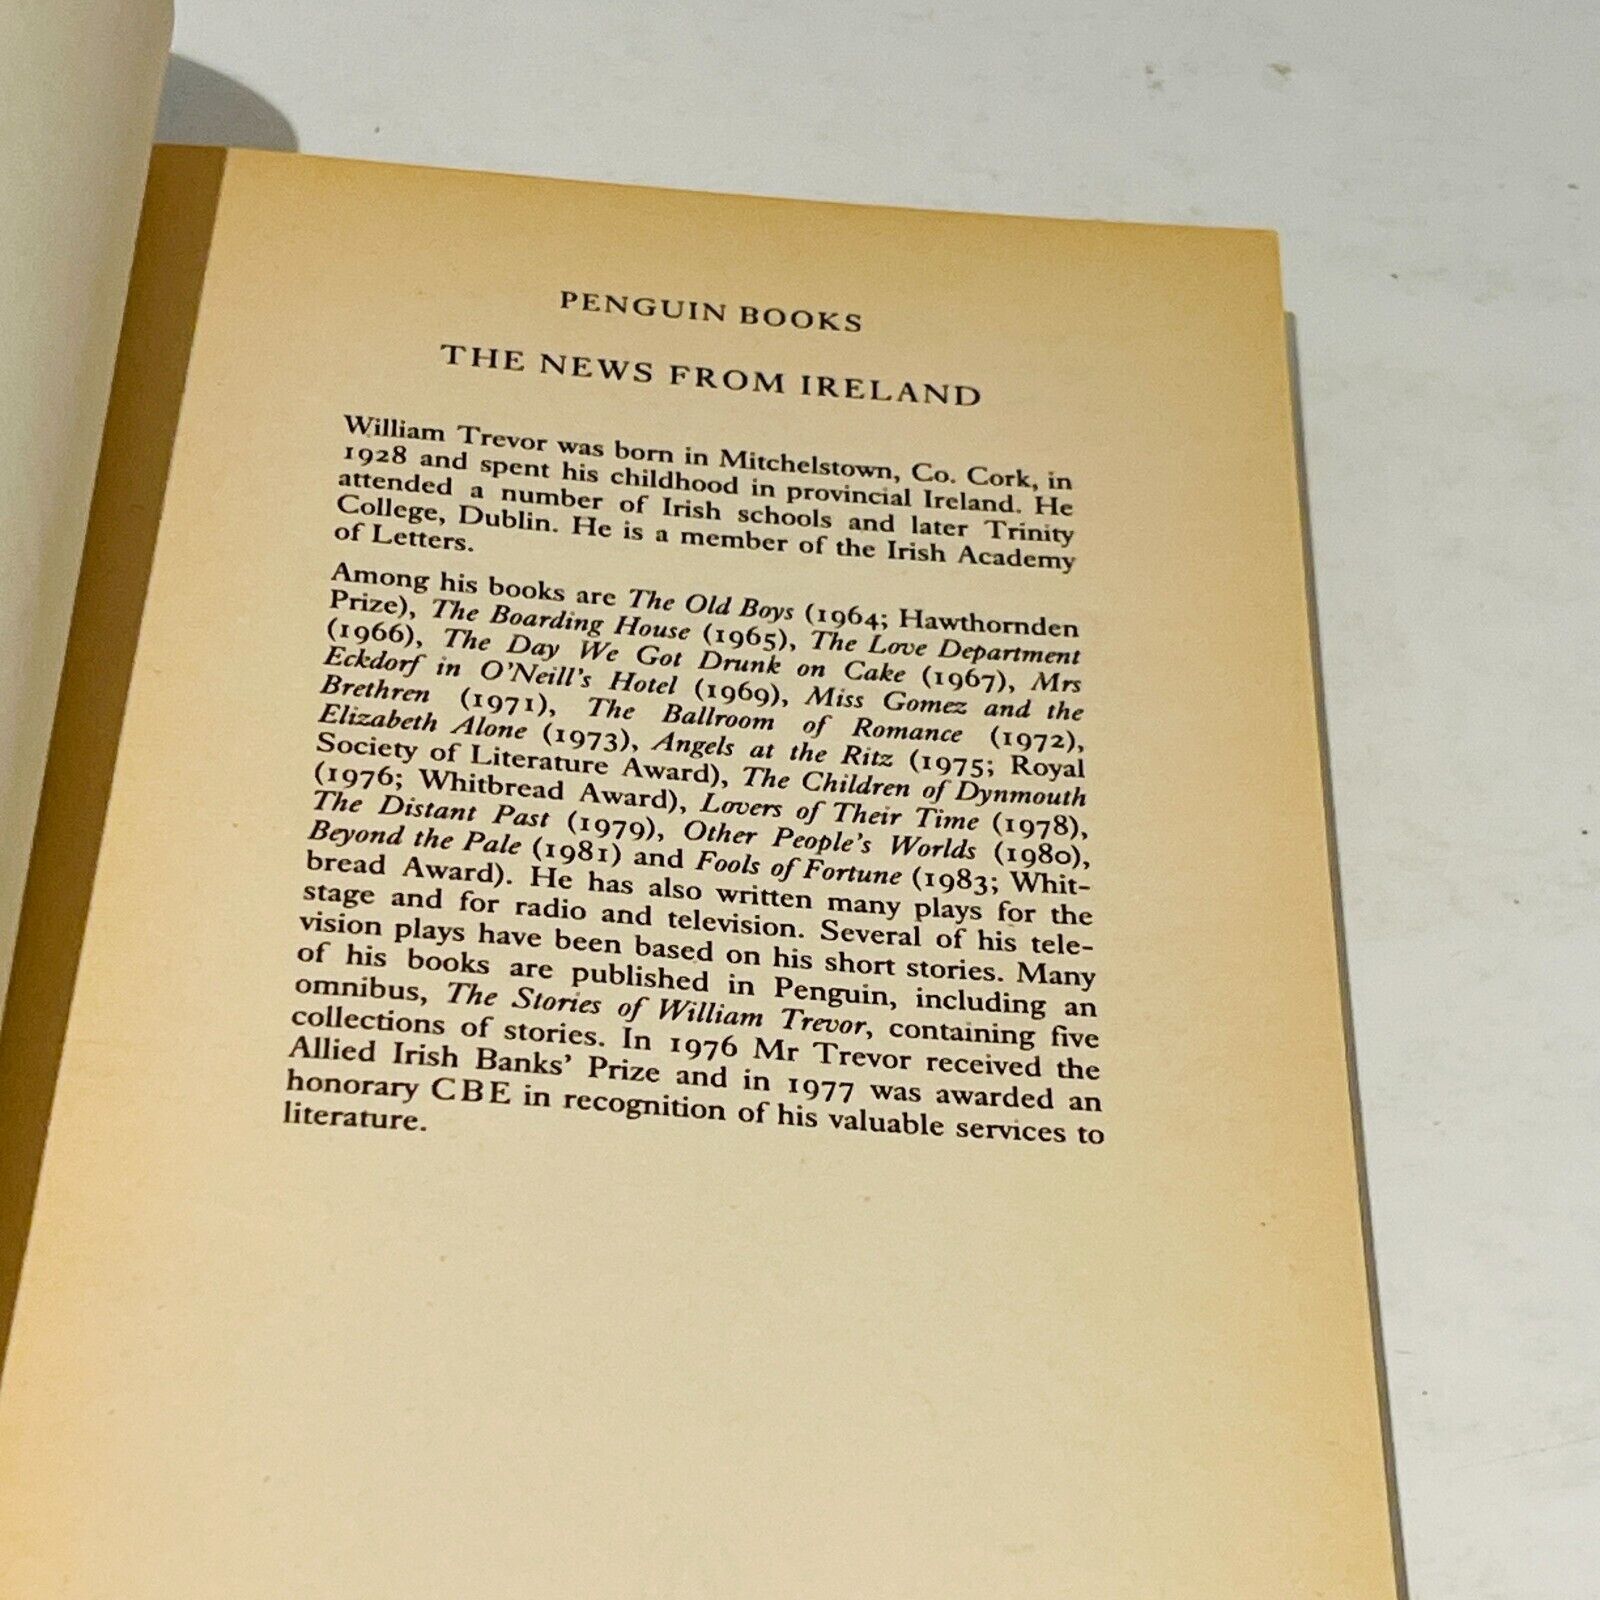 PENGUIN BOOKS
THE NEWS FROM IRELAND
William Trevor was born in Mitchelstown, Co. Cork, in
1928 and spent his childhood in provincial Ireland. He
attended a number of Irish schools and later Trinity
College, Dublin. He is a member of the Irish Academy
of Letters.
Among his books are The Old Boys (1964; Hawthornden
Prize), The Boarding House (1965), The Love Department
(1966), The Day We Got Drunk on Cake (1967), Mrs
Eckdorf in O'Neill's Hotel (1969), Miss Gomez and the
Brethren (1971), The Ballroom of Romance (1972),
Elizabeth Alone (1973), Angels at the Ritz (1975; Royal
Society of Literature Award), The Children of Dynmouth
(1976; Whitbread Award), Lovers of Their Time (1978),
The Distant Past (1979), Other People's Worlds (1980),
Beyond the Pale (1981) and Fools of Fortune (1983; Whit-
bread Award). He has also written many plays for the
stage and for radio and television. Several of his tele-
vision plays have been based on his short stories. Many
of his books are published in Penguin, including an
omnibus, The Stories of William Trevor, containing five
collections of stories. In 1976 Mr Trevor received the
Allied Irish Banks' Prize and in 1977 was awarded an
honorary CBE in recognition of his valuable services to
literature.